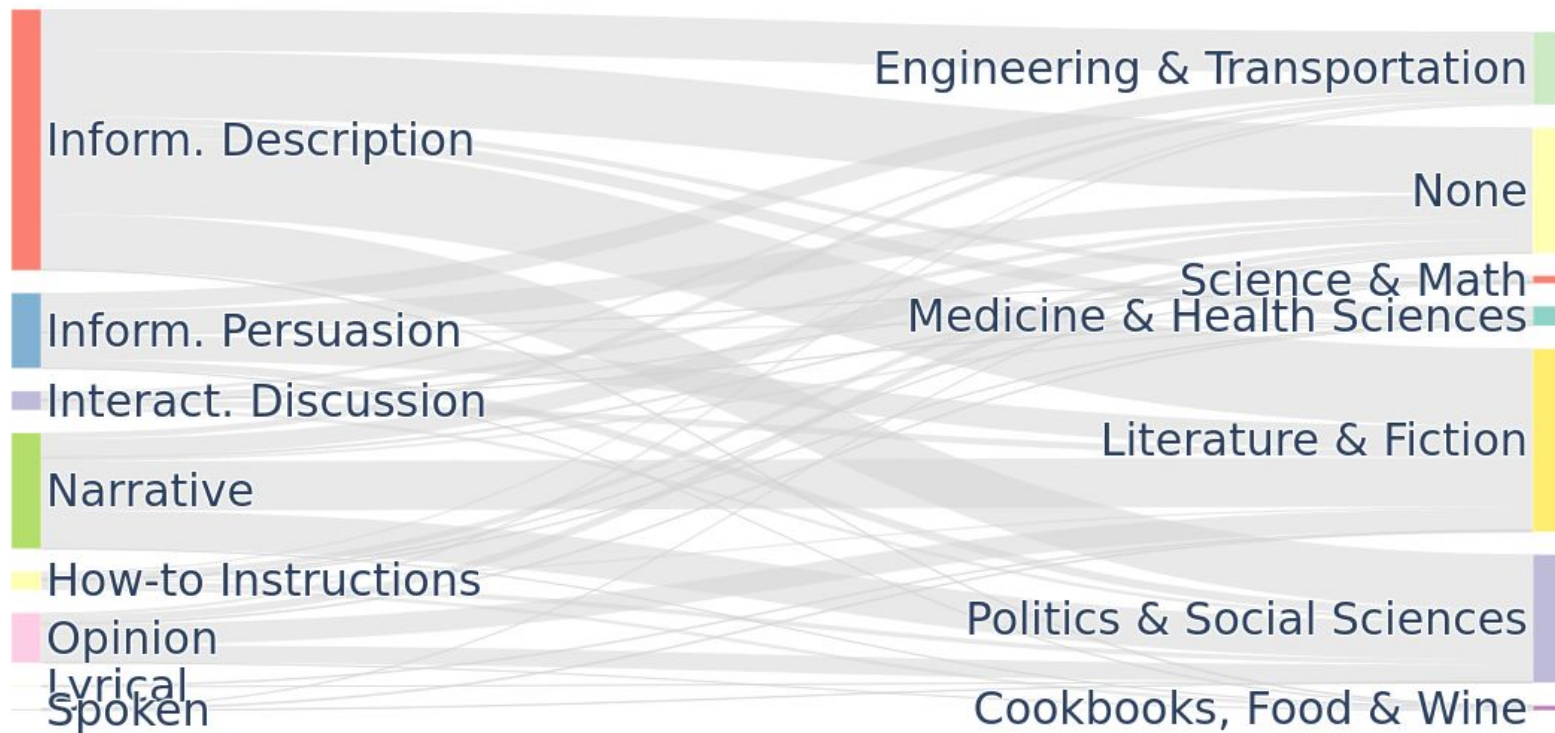 Inform. Description
Inform. Persuasion
Interact. Discussion
Narrative
How-to Instructions
Opinion
Lyrical
Spoken
Engineering & Transportation
None
Science & Math
Medicine & Health Sciences
Literature & Fiction
Politics & Social Sciences
Cookbooks, Food & Wine